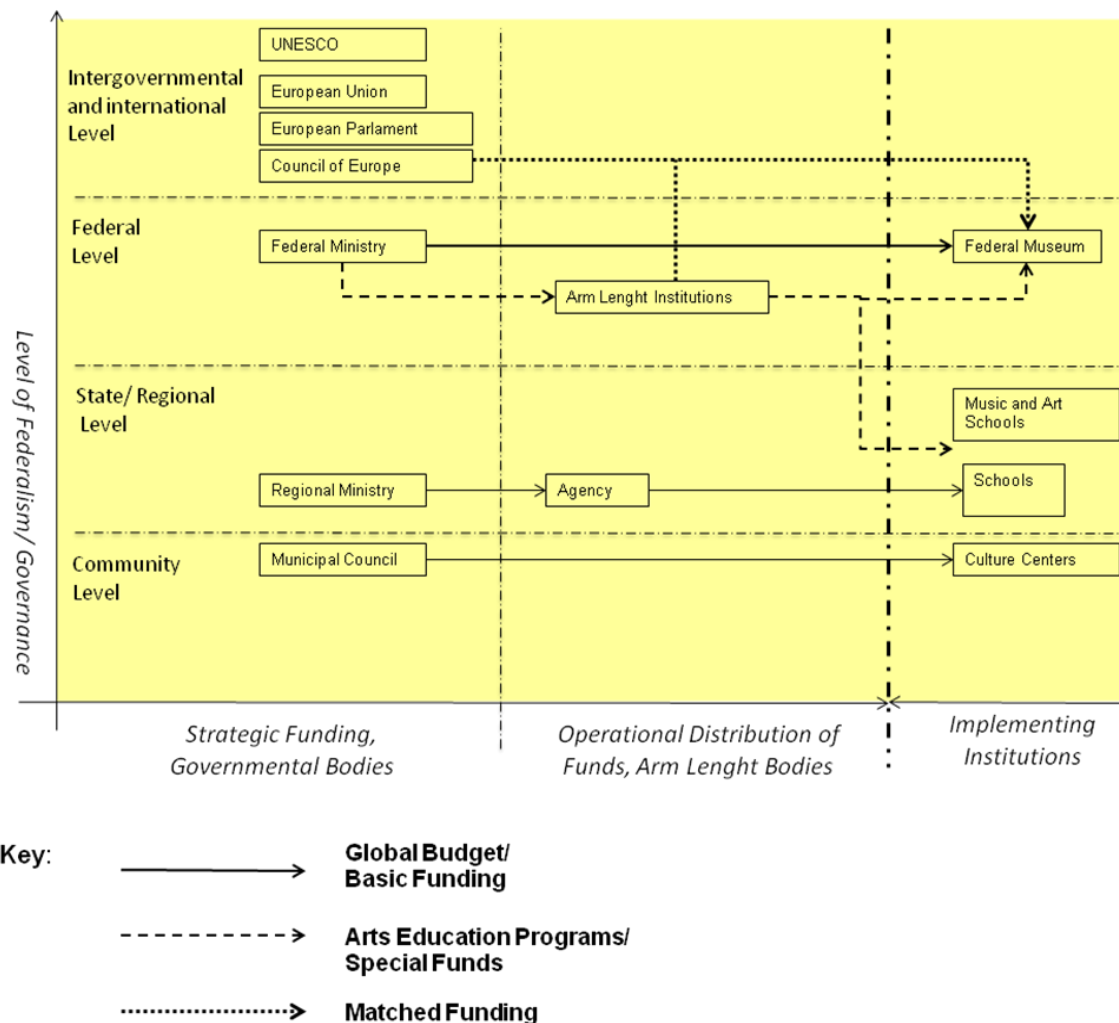 UNESCO
Intergovernmental
and international
Level
European Union
European Parlament
Council of Europe
Federal
Level
Federal Ministry
Federal Museum
Arm Lenght Institutions
Level of Federalism/ Governance
State/ Regional
Level
Music and Art
Schools
Regional Ministry
Agency
Schools
Community
Level
Municipal Council
Culture Centers
Strategic Funding,
Governmental Bodies
Operational Distribution of
Funds, Arm Lenght Bodies
Implementing
Institutions
Key:
Global Budget/
Basic Funding
Arts Education Programs/
Special Funds
Matched Funding